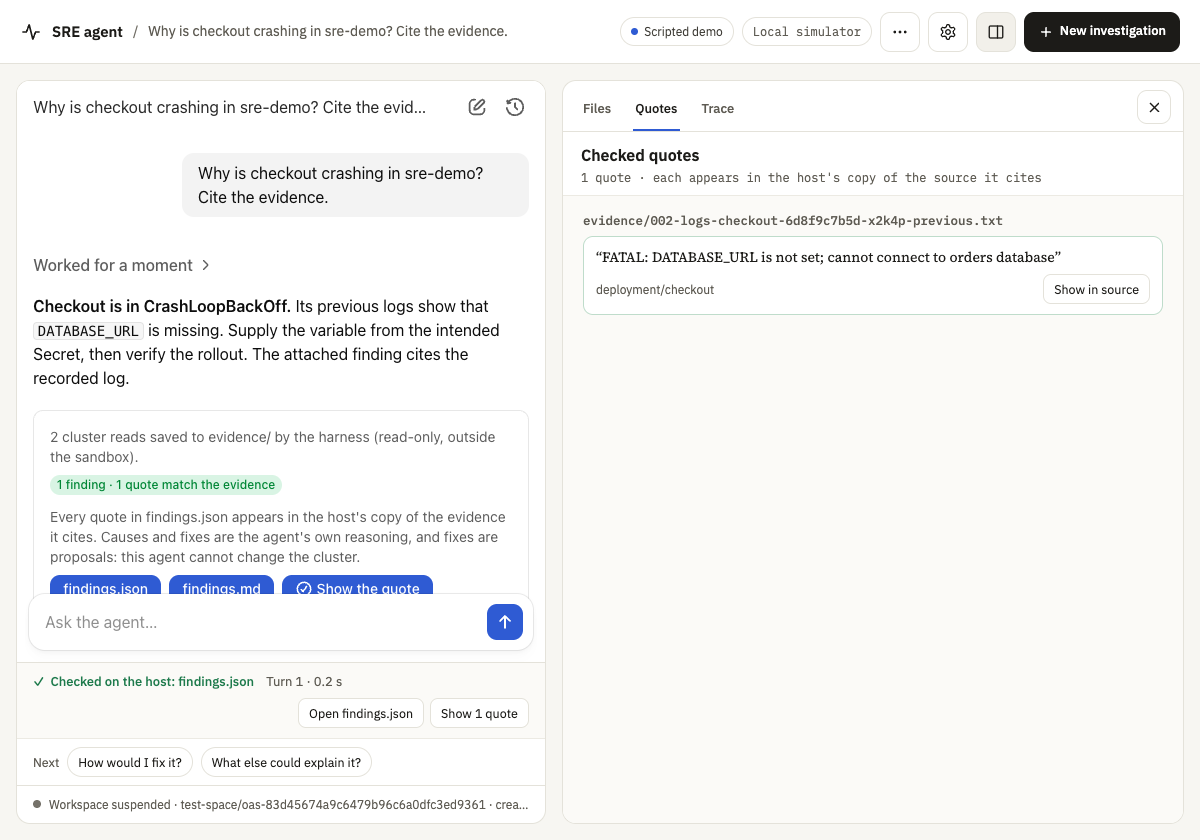 SRE agent / Why is checkout crashing in sre-demo? Cite the evidence.
Scripted demo
Local simulator
New investigation
Why is checkout crashing in sre-demo? Cite the evid...
Why is checkout crashing in sre-demo?
Cite the evidence.
Worked for a moment
Checkout is in CrashLoopBackOff. Its previous logs show that
DATABASE_URL is missing. Supply the variable from the intended
Secret, then verify the rollout. The attached finding cites the
recorded log.
2 cluster reads saved to evidence/ by the harness (read-only, outside
the sandbox).
1 finding · 1 quote match the evidence
Every quote in findings.json appears in the host's copy of the evidence
it cites. Causes and fixes are the agent's own reasoning, and fixes are
proposals: this agent cannot change the cluster.
findings.json findings.md Show the quote
Ask the agent...
Checked on the host: findings.json Turn 1 · 0.2 s
Open findings.json Show 1 quote
Next How would I fix it? What else could explain it?
Workspace suspended · test-space/oas-83d45674a9c6479b96c6a0dfc3ed9361 · crea...
Files Quotes Trace
Checked quotes
1 quote · each appears in the host's copy of the source it cites
evidence/002-logs-checkout-6d8f9c7b5d-x2k4p-previous.txt
“FATAL: DATABASE_URL is not set; cannot connect to orders database”
deployment/checkout
Show in source